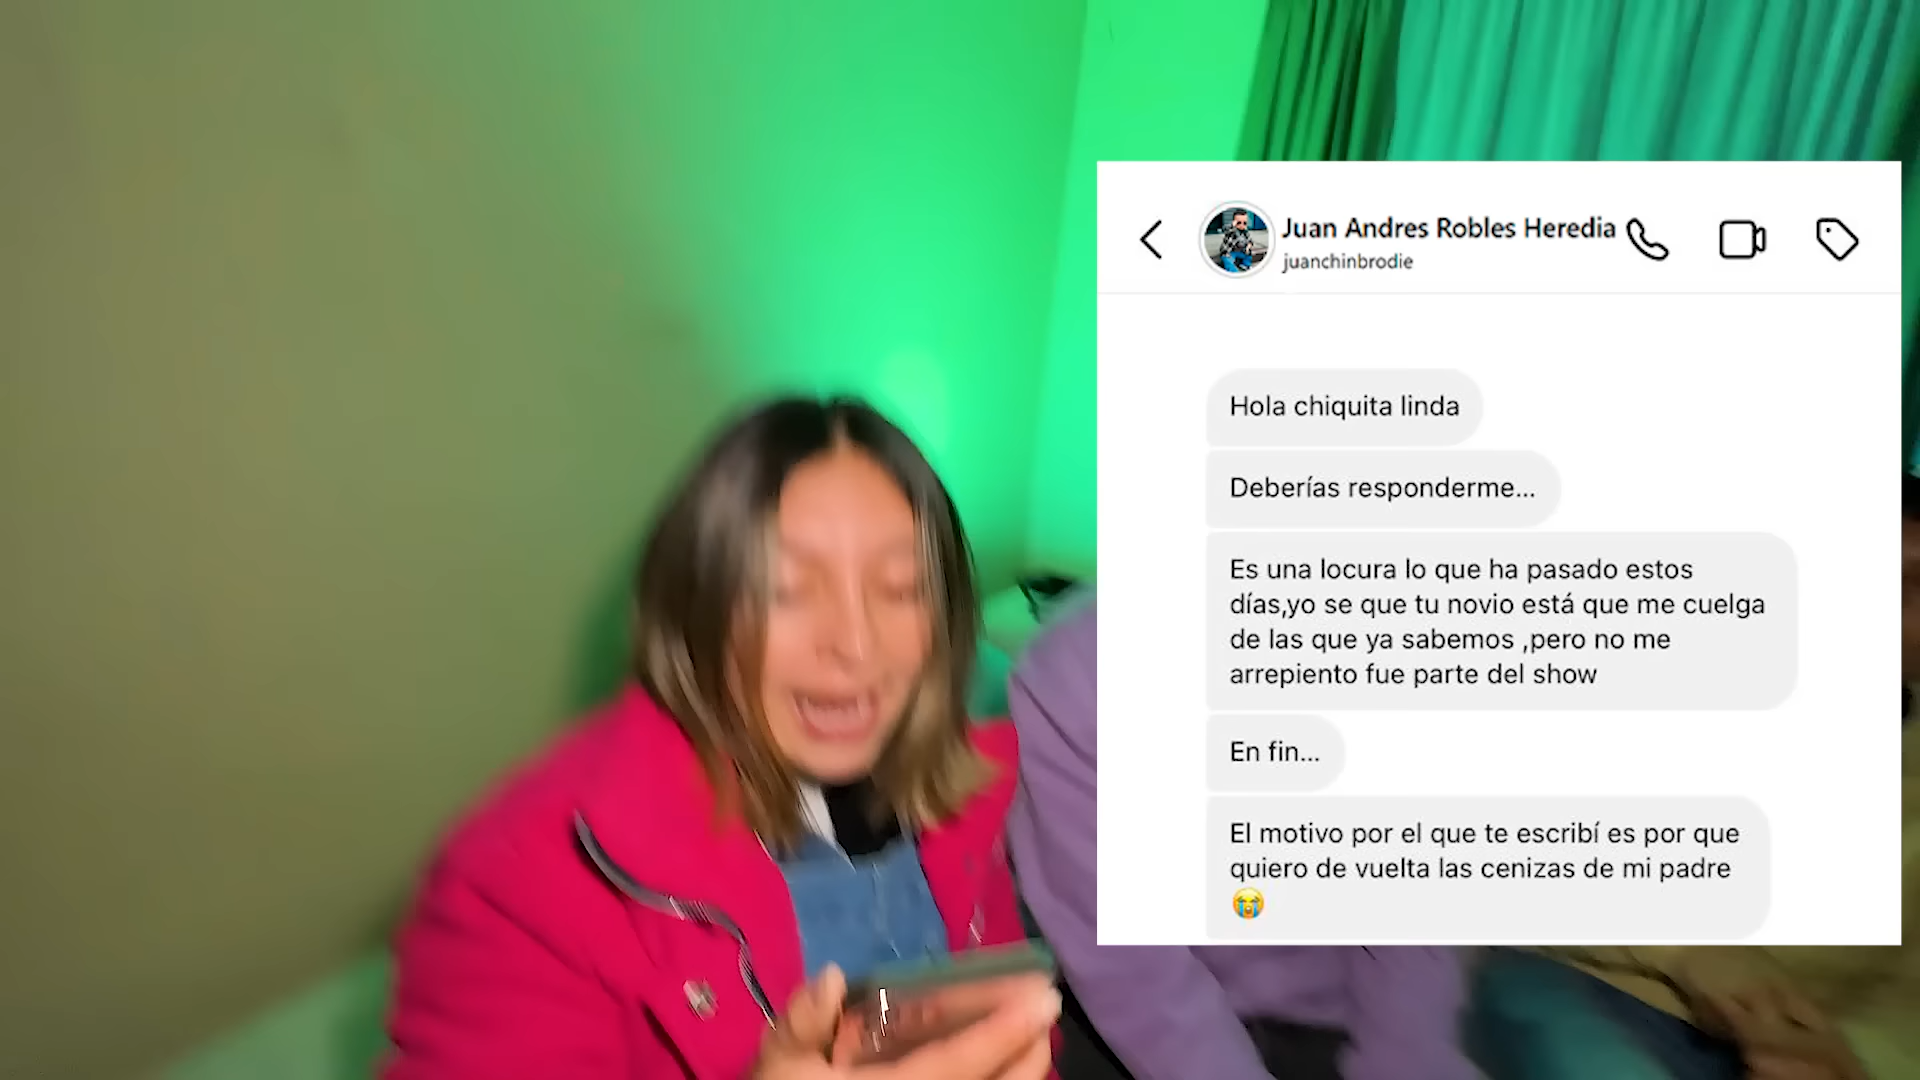 Juan Andres Robles Heredia
juanchinbrodie
Hola chiquita linda
Deberías responderme...
Es una locura lo que ha pasado estos
días,yo se que tu novio está que me cuelga
de las que ya sabemos ,pero no me
arrepiento fue parte del show
En fin...
El motivo por el que te escribí es por que
quiero de vuelta las cenizas de mi padre
😭